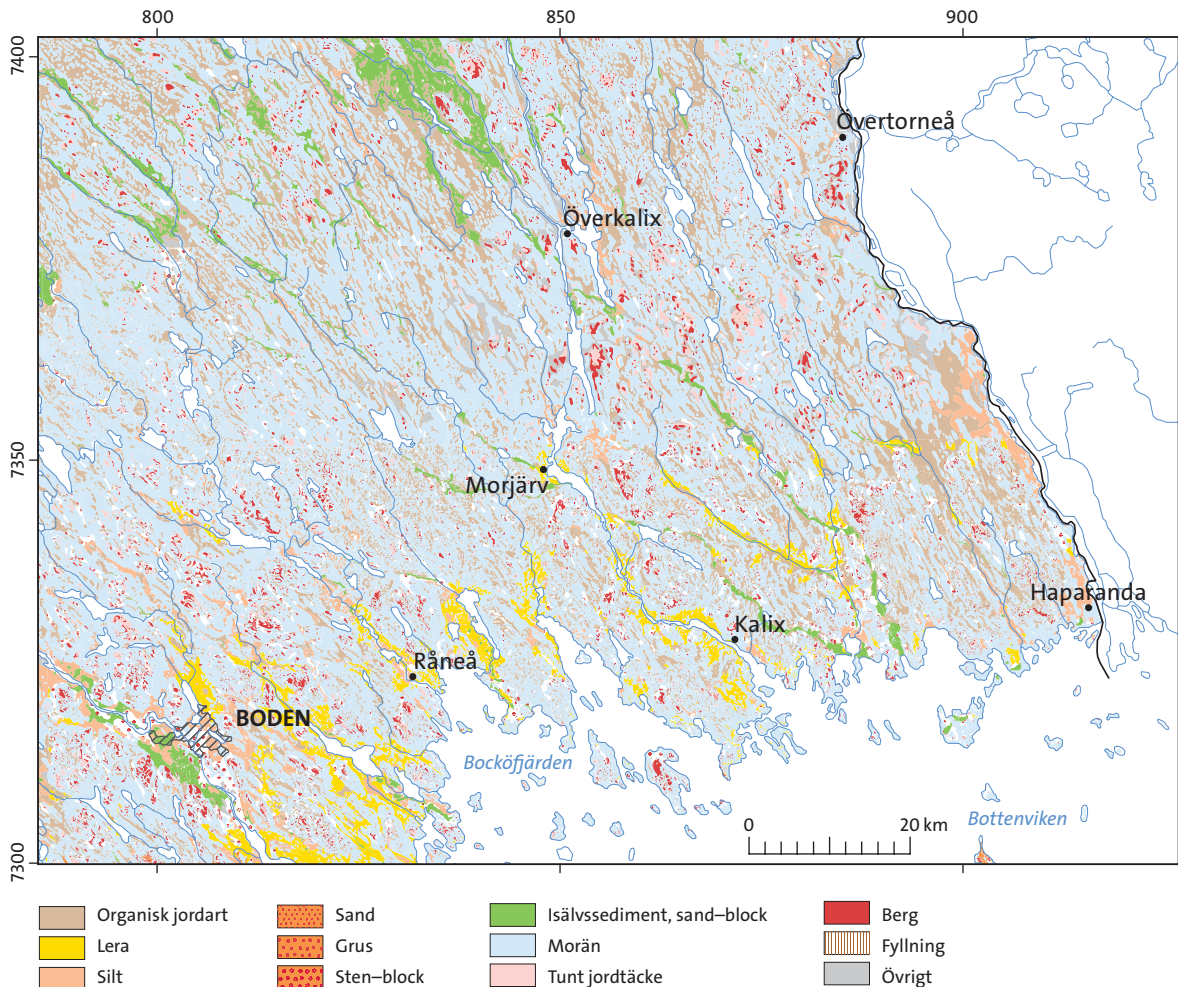 800 850 900
7400
7350
7300
Övertorneå
Överkalix
Morjärv
Haparanda
Kalix
Råneå
BODEN
Bocköfjärden
Bottenviken
0 20 km
Organisk jordart
Lera
Silt
Sand
Grus
Sten–block
Isälvssediment, sand–block
Morän
Tunt jordtäcke
Berg
Fyllning
Övrigt